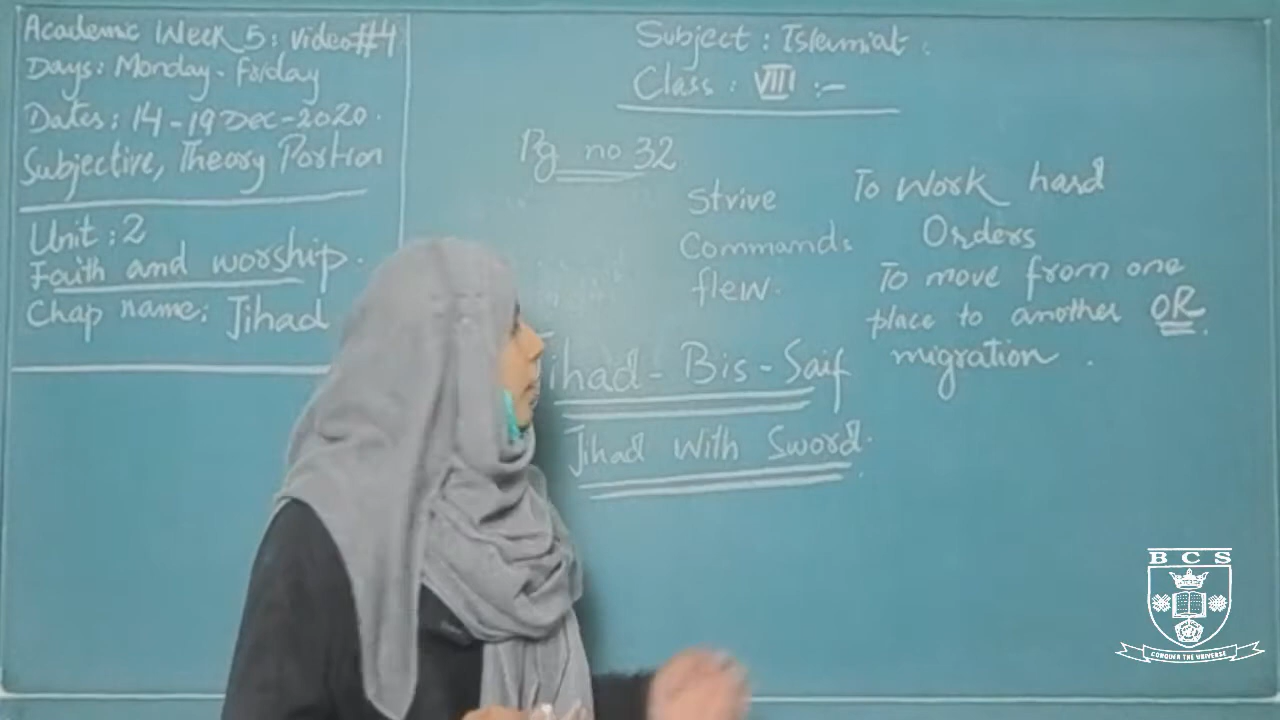 Academic Week 5: Video#4
Days: Monday - Friday
Dates: 14-19 Dec-2020.
Subjective, Theory Portion
Unit: 2
Faith and worship.
Chap name: Jihad
Subject: Islamiat.
Class: VIII :-
Pg no 32
Strive To Work hard
Commands Orders
flew. To move from one
place to another OR
migration.
Jihad - Bis - Saif
Jihad With Sword.
BCS
CONQUER THE UNIVERSE